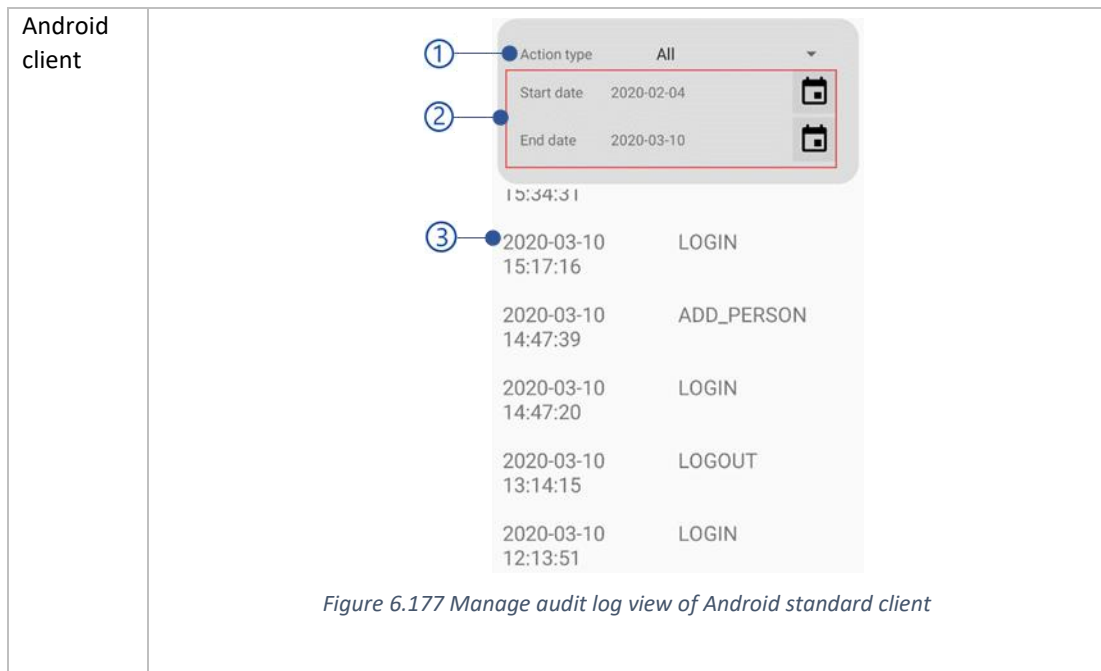 Android
client
① Action type All
② Start date 2020-02-04
End date 2020-03-10
15:34:31
③ 2020-03-10 LOGIN
15:17:16
2020-03-10 ADD_PERSON
14:47:39
2020-03-10 LOGIN
14:47:20
2020-03-10 LOGOUT
13:14:15
2020-03-10 LOGIN
12:13:51
Figure 6.177 Manage audit log view of Android standard client